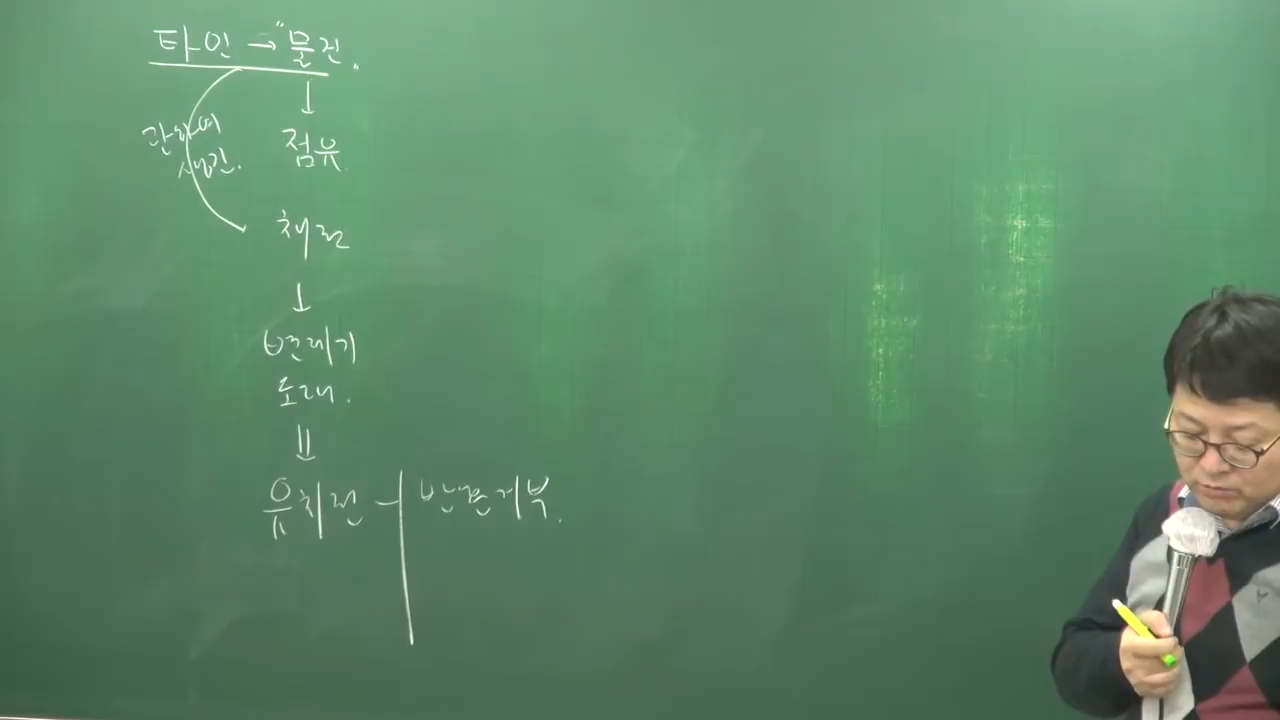 타인 → "물건.
↓
관하여
생긴.
점유.
채권
↓
변제기
도래.
⇓
유치권 - 반환거부.